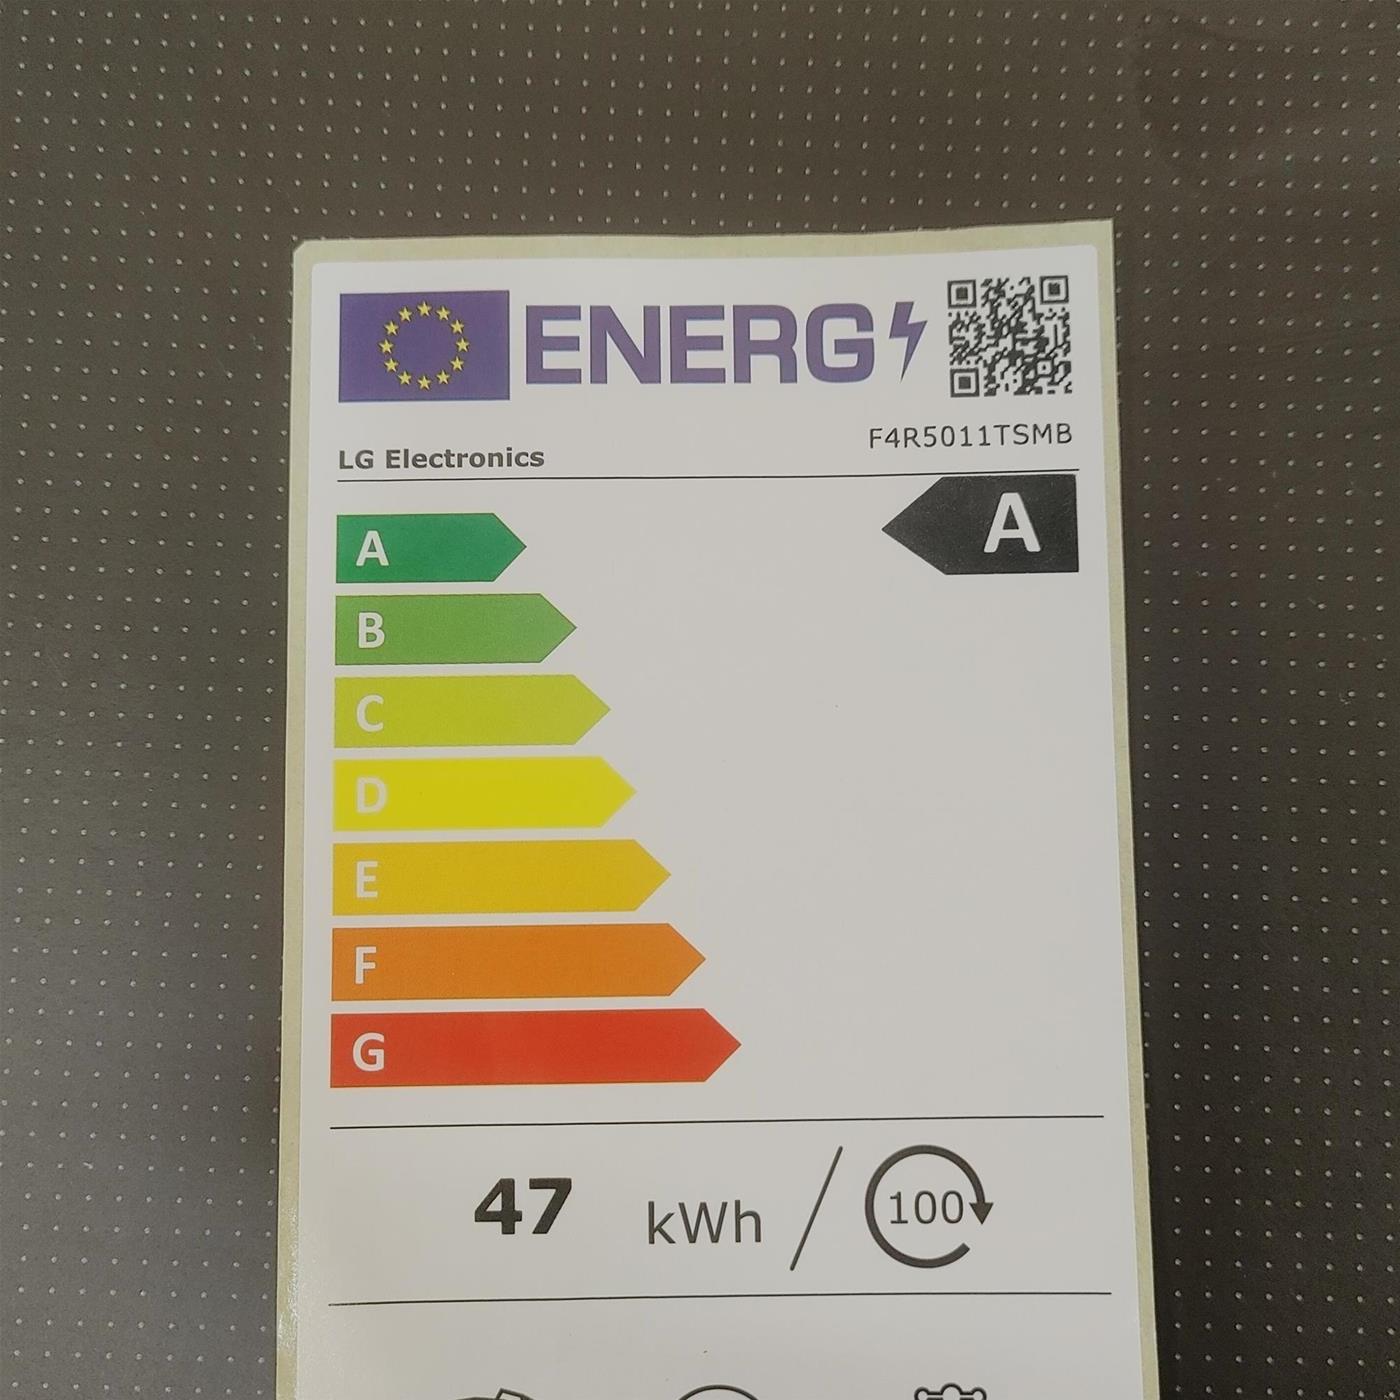 ENERG
F4R5011TSMB
LG Electronics
A
A
B
C
D
E
F
G
47 kWh / 100